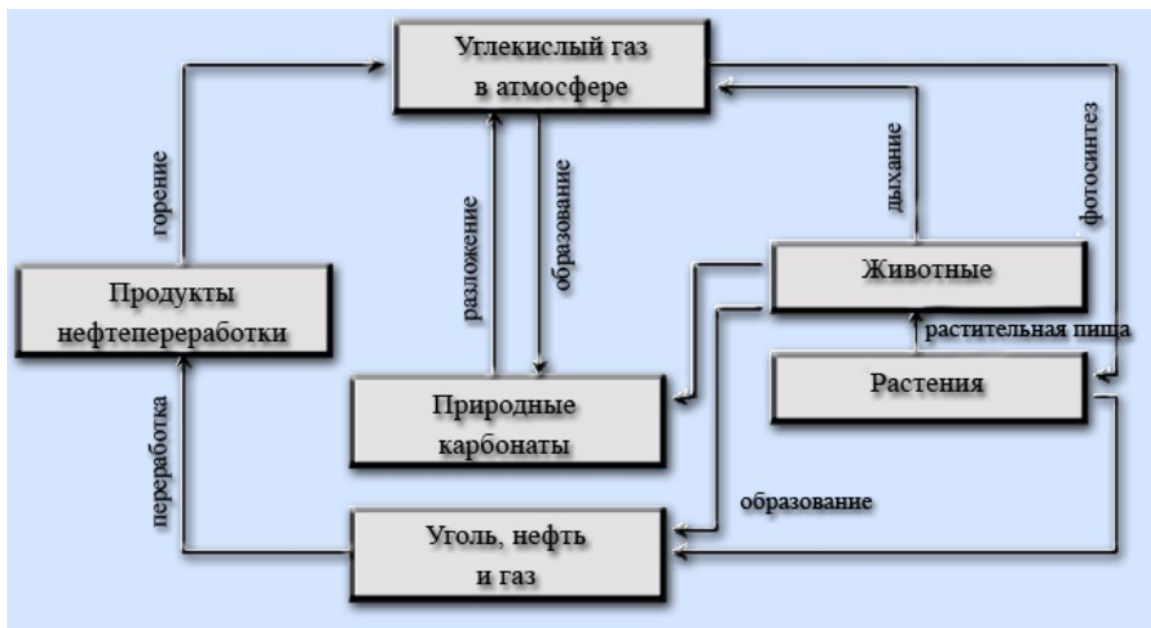 Углекислый газ
в атмосфере
горение
разложение
образование
дыхание
фотосинтез
Продукты
нефтепереработки
Животные
растительная пища
Растения
Природные
карбонаты
переработка
образование
Уголь, нефть
и газ